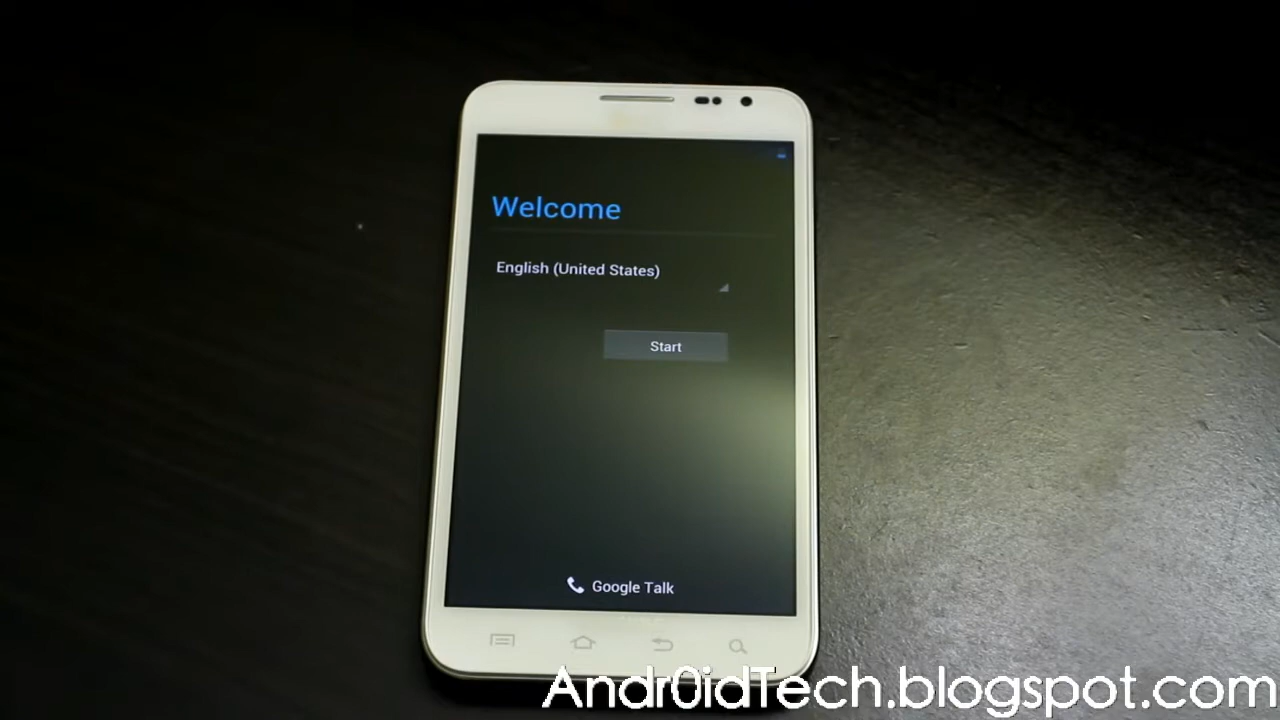 Welcome
English (United States)
Start
Google Talk
Andr0idTech.blogspot.com